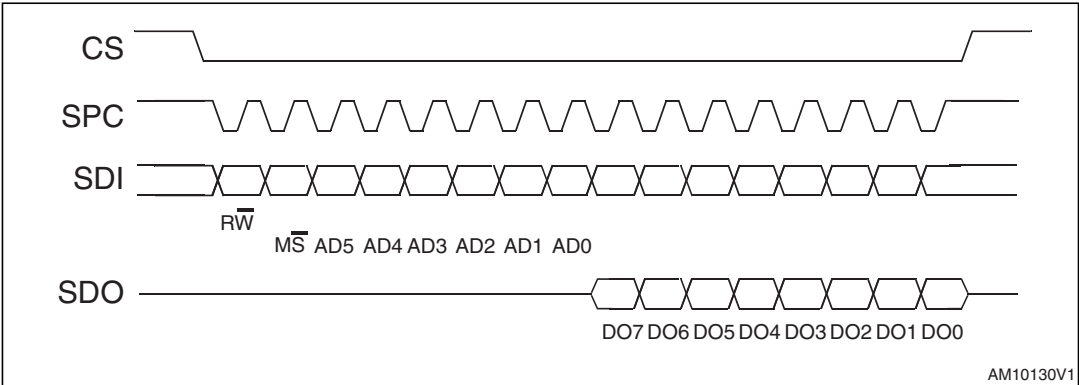 CS
SPC
SDI
RW̅
MS̅ AD5 AD4 AD3 AD2 AD1 AD0
SDO
DO7 DO6 DO5 DO4 DO3 DO2 DO1 DO0
AM10130V1